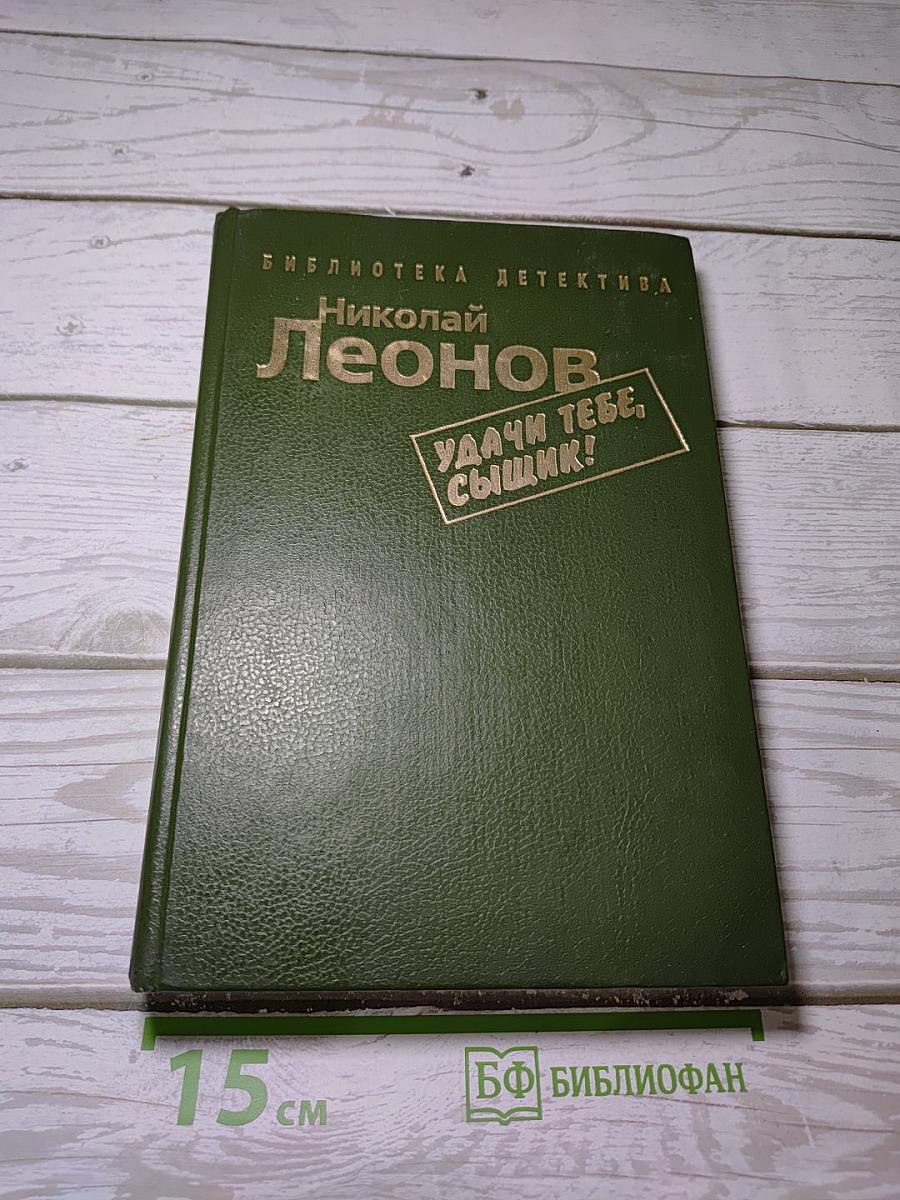 БИБЛИОТЕКА ДЕТЕКТИВА
Николай
Леонов
УДАЧИ ТЕБЕ,
СЫЩИК!
15 см
БФ БИБЛИОФАН